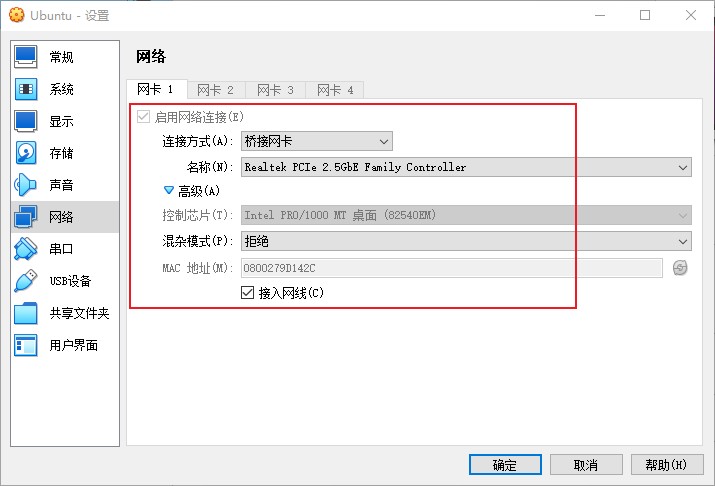 Ubuntu - 设置
常规
系统
显示
存储
声音
网络
串口
USB设备
共享文件夹
用户界面
网络
网卡 1 网卡 2 网卡 3 网卡 4
启用网络连接(E)
连接方式(A): 桥接网卡
名称(N): Realtek PCIe 2.5GbE Family Controller
高级(A)
控制芯片(T): Intel PRO/1000 MT 桌面 (82540EM)
混杂模式(P): 拒绝
MAC 地址(M): 0800279D142C
接入网线(C)
确定 取消 帮助(H)